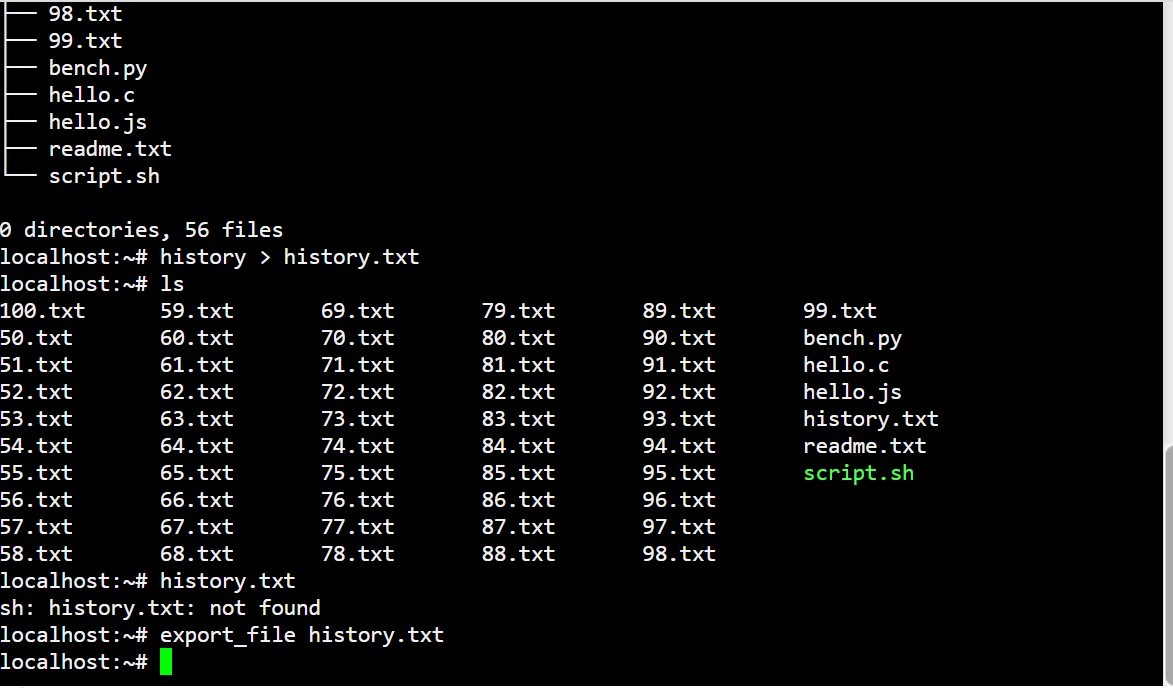 ├── 98.txt
├── 99.txt
├── bench.py
├── hello.c
├── hello.js
├── readme.txt
└── script.sh

0 directories, 56 files
localhost:~# history > history.txt
localhost:~# ls
100.txt      59.txt       69.txt       79.txt       89.txt       99.txt
50.txt       60.txt       70.txt       80.txt       90.txt       bench.py
51.txt       61.txt       71.txt       81.txt       91.txt       hello.c
52.txt       62.txt       72.txt       82.txt       92.txt       hello.js
53.txt       63.txt       73.txt       83.txt       93.txt       history.txt
54.txt       64.txt       74.txt       84.txt       94.txt       readme.txt
55.txt       65.txt       75.txt       85.txt       95.txt       script.sh
56.txt       66.txt       76.txt       86.txt       96.txt
57.txt       67.txt       77.txt       87.txt       97.txt
58.txt       68.txt       78.txt       88.txt       98.txt
localhost:~# history.txt
sh: history.txt: not found
localhost:~# export_file history.txt
localhost:~#